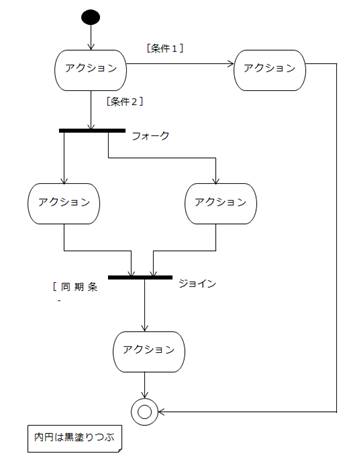 ［条件１］
アクション
アクション
［条件２］
フォーク
アクション
アクション
［同期条
-
ジョイン
アクション
内円は黒塗りつぶ